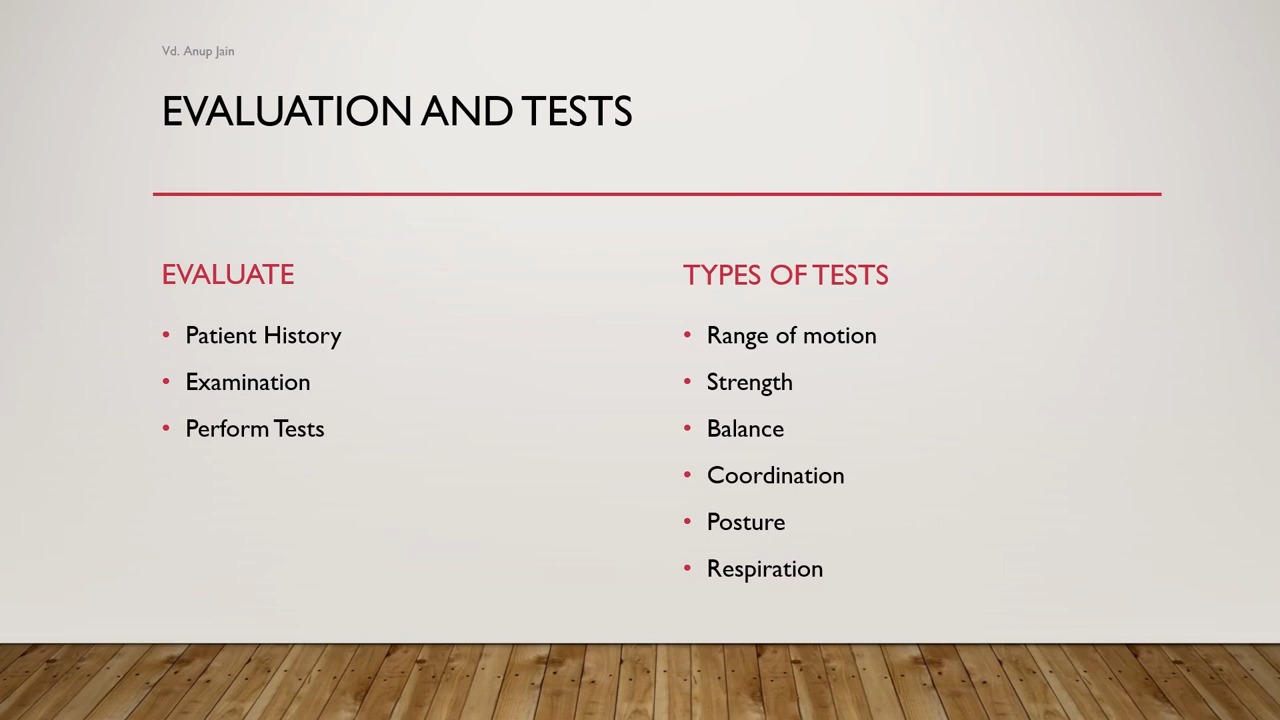 Vd. Anup Jain
EVALUATION AND TESTS
EVALUATE
• Patient History
• Examination
• Perform Tests
TYPES OF TESTS
• Range of motion
• Strength
• Balance
• Coordination
• Posture
• Respiration